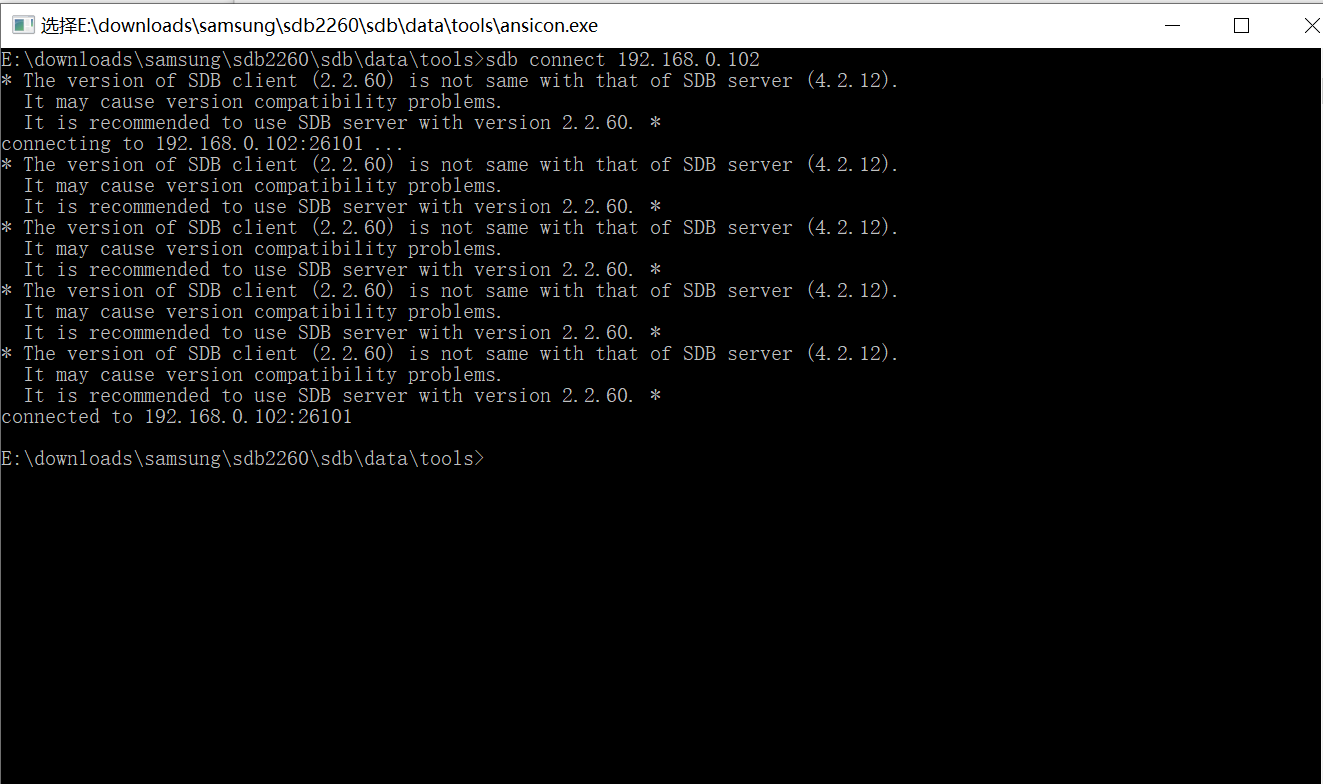 选择E:\downloads\samsung\sdb2260\sdb\data\tools\ansicon.exe
E:\downloads\samsung\sdb2260\sdb\data\tools>sdb connect 192.168.0.102
* The version of SDB client (2.2.60) is not same with that of SDB server (4.2.12).
  It may cause version compatibility problems.
  It is recommended to use SDB server with version 2.2.60. *
connecting to 192.168.0.102:26101 ...
* The version of SDB client (2.2.60) is not same with that of SDB server (4.2.12).
  It may cause version compatibility problems.
  It is recommended to use SDB server with version 2.2.60. *
* The version of SDB client (2.2.60) is not same with that of SDB server (4.2.12).
  It may cause version compatibility problems.
  It is recommended to use SDB server with version 2.2.60. *
* The version of SDB client (2.2.60) is not same with that of SDB server (4.2.12).
  It may cause version compatibility problems.
  It is recommended to use SDB server with version 2.2.60. *
* The version of SDB client (2.2.60) is not same with that of SDB server (4.2.12).
  It may cause version compatibility problems.
  It is recommended to use SDB server with version 2.2.60. *
connected to 192.168.0.102:26101
E:\downloads\samsung\sdb2260\sdb\data\tools>